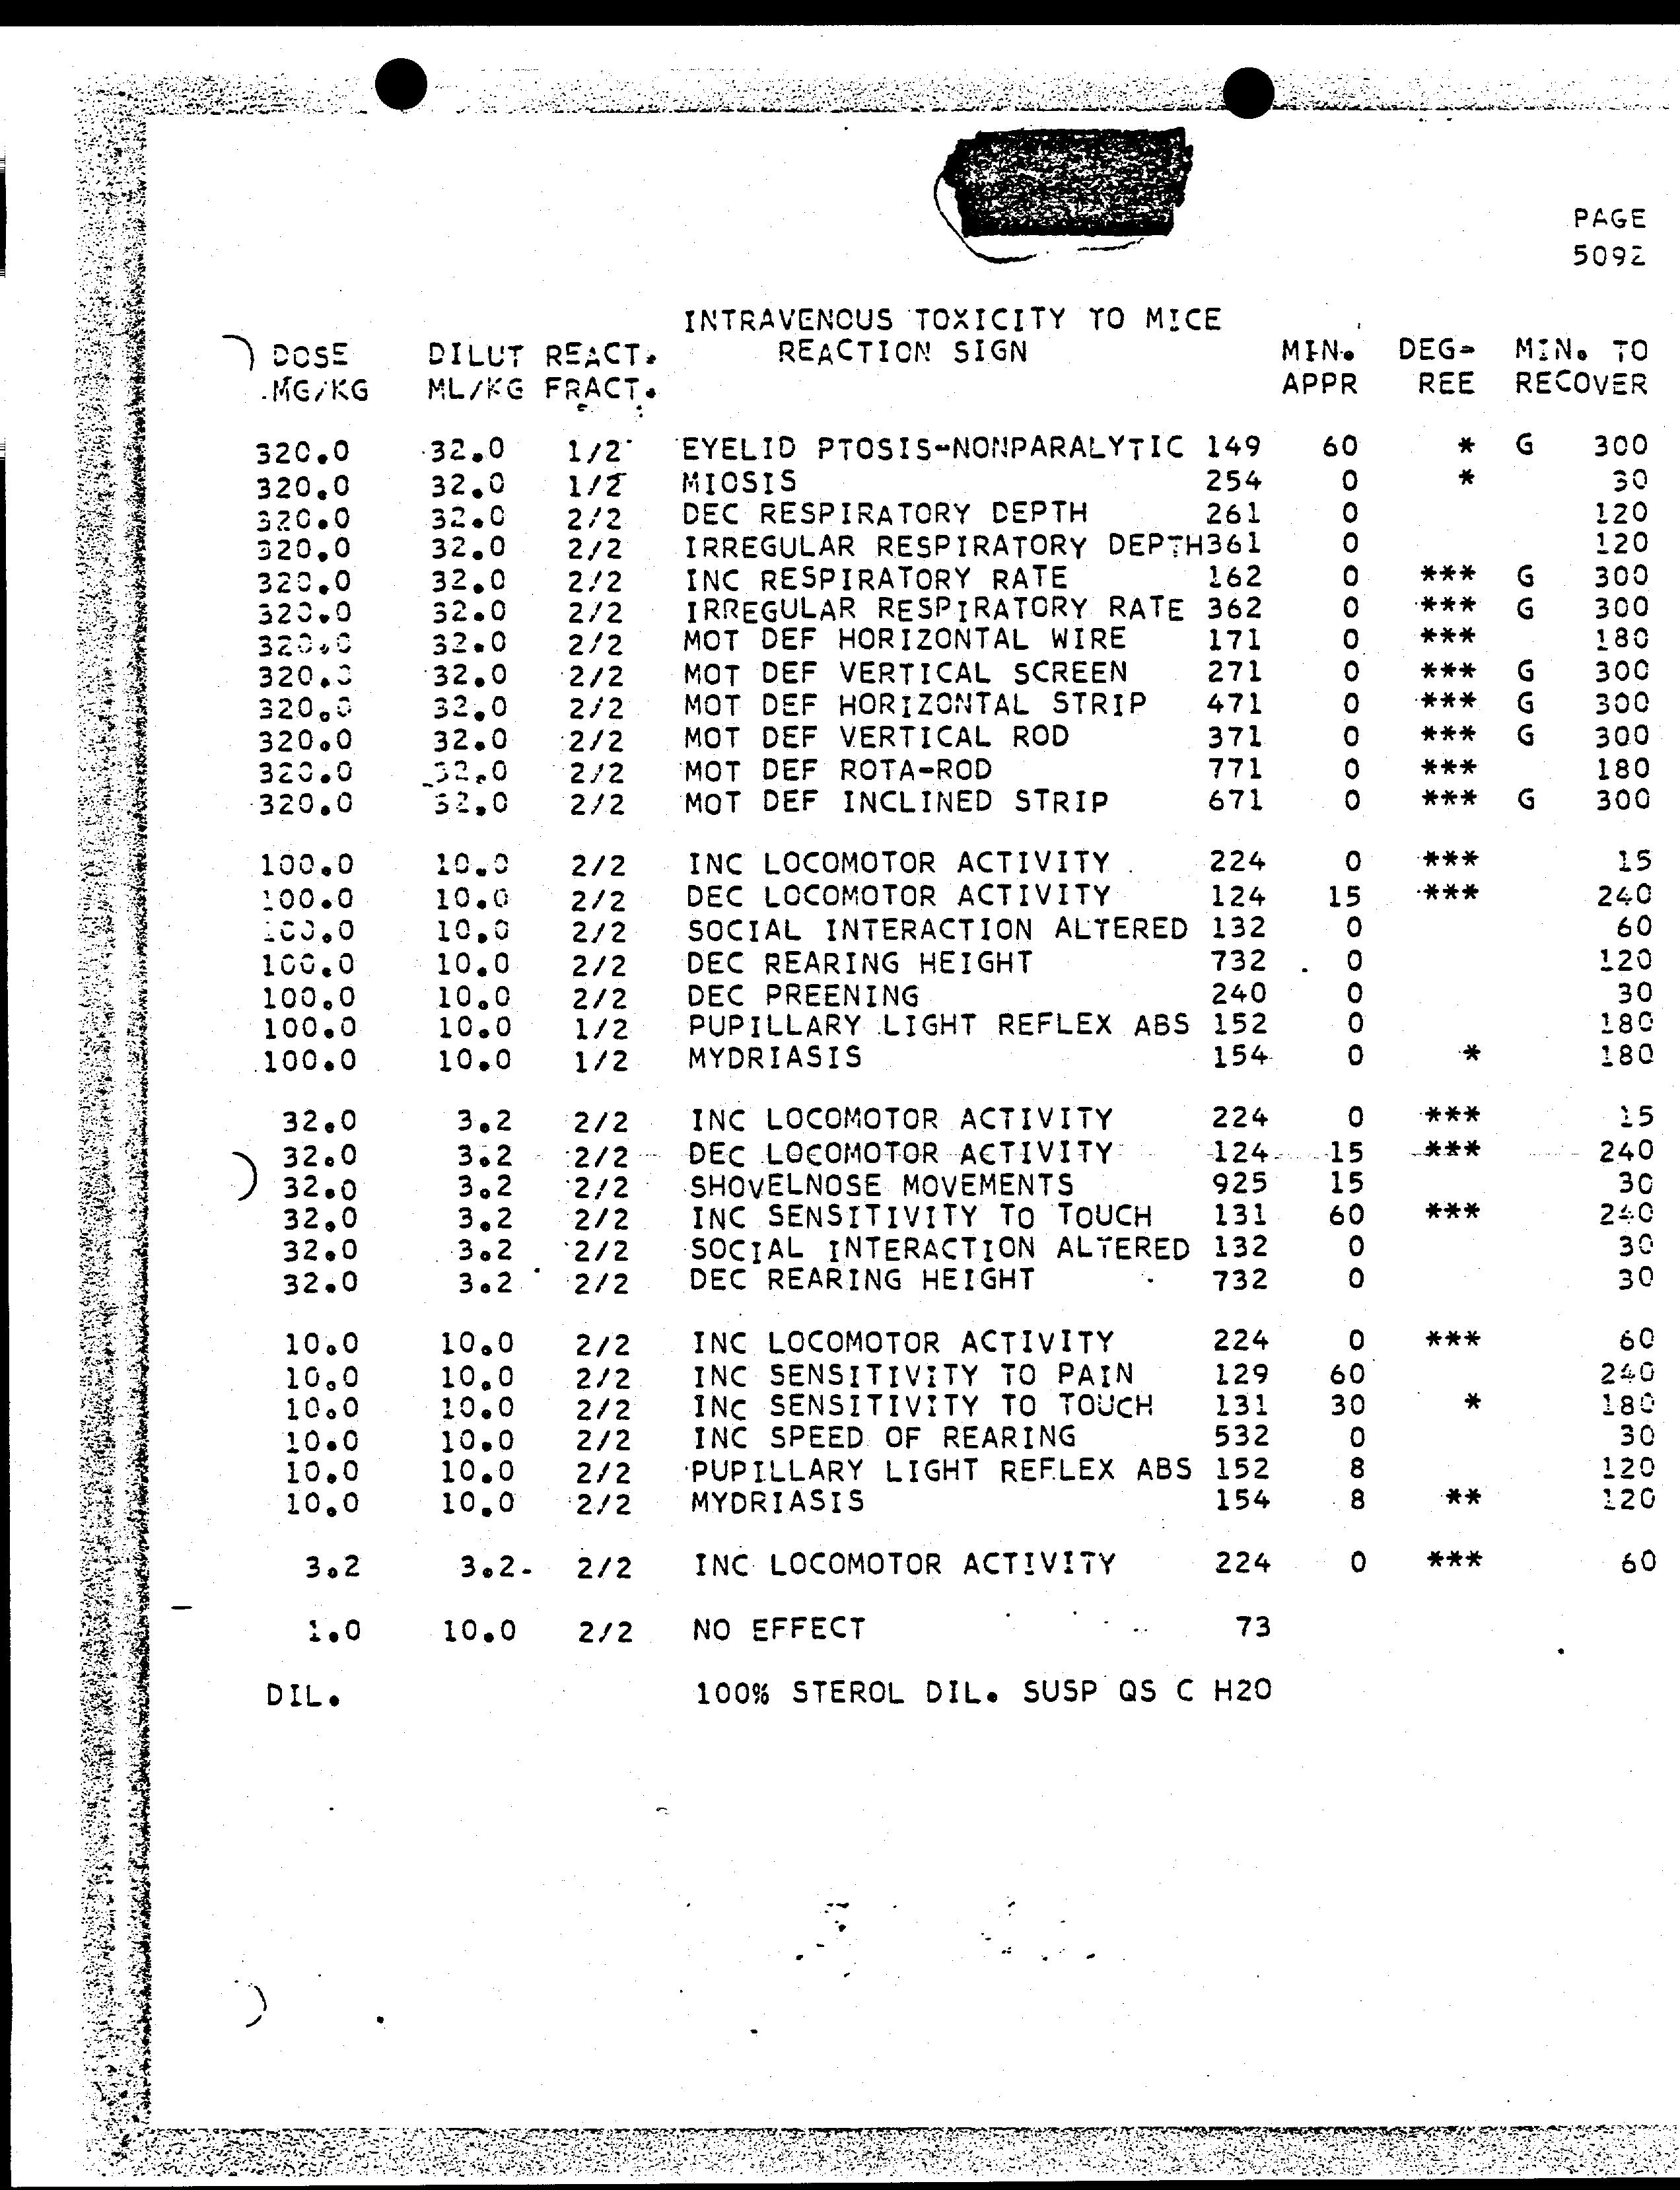 PAGE
5092
INTRAVENOUS TOXICITY TO MICE
DOSE DILUT REACT. REACTION SIGN MIN. DEG- MIN. TO
MG/KG ML/KG FRACT. APPR REE RECOVER
320.0 32.0 1/2 EYELID PTOSIS-NONPARALYTIC 149 60 * G 300
320.0 32.0 1/2 MIOSIS 254 0 * 30
320.0 32.0 2/2 DEC RESPIRATORY DEPTH 261 0 120
320.0 32.0 2/2 IRREGULAR RESPIRATORY DEPTH361 0 120
320.0 32.0 2/2 INC RESPIRATORY RATE 162 0 *** G 300
320.0 32.0 2/2 IRREGULAR RESPIRATORY RATE 362 0 *** G 300
320.0 32.0 2/2 MOT DEF HORIZONTAL WIRE 171 0 *** 180
320.0 32.0 2/2 MOT DEF VERTICAL SCREEN 271 0 *** G 300
320.0 32.0 2/2 MOT DEF HORIZONTAL STRIP 471 0 *** G 300
320.0 32.0 2/2 MOT DEF VERTICAL ROD 371 0 *** G 300
320.0 32.0 2/2 MOT DEF ROTA-ROD 771 0 *** 180
320.0 32.0 2/2 MOT DEF INCLINED STRIP 671 0 *** G 300
100.0 10.0 2/2 INC LOCOMOTOR ACTIVITY 224 0 *** 15
100.0 10.0 2/2 DEC LOCOMOTOR ACTIVITY 124 15 *** 240
100.0 10.0 2/2 SOCIAL INTERACTION ALTERED 132 0 60
100.0 10.0 2/2 DEC REARING HEIGHT 732 0 120
100.0 10.0 2/2 DEC PREENING 240 0 30
100.0 10.0 1/2 PUPILLARY LIGHT REFLEX ABS 152 0 180
100.0 10.0 1/2 MYDRIASIS 154 0 * 180
32.0 3.2 2/2 INC LOCOMOTOR ACTIVITY 224 0 *** 15
32.0 3.2 2/2 DEC LOCOMOTOR ACTIVITY 124 15 *** 240
32.0 3.2 2/2 SHOVELNOSE MOVEMENTS 925 15 30
32.0 3.2 2/2 INC SENSITIVITY TO TOUCH 131 60 *** 240
32.0 3.2 2/2 SOCIAL INTERACTION ALTERED 132 0 30
32.0 3.2 2/2 DEC REARING HEIGHT 732 0 30
10.0 10.0 2/2 INC LOCOMOTOR ACTIVITY 224 0 *** 60
10.0 10.0 2/2 INC SENSITIVITY TO PAIN 129 60 240
10.0 10.0 2/2 INC SENSITIVITY TO TOUCH 131 30 * 180
10.0 10.0 2/2 INC SPEED OF REARING 532 0 30
10.0 10.0 2/2 PUPILLARY LIGHT REFLEX ABS 152 8 120
10.0 10.0 2/2 MYDRIASIS 154 8 ** 120
3.2 3.2 2/2 INC LOCOMOTOR ACTIVITY 224 0 *** 60
1.0 10.0 2/2 NO EFFECT 73
DIL. 100% STEROL DIL. SUSP QS C H2O